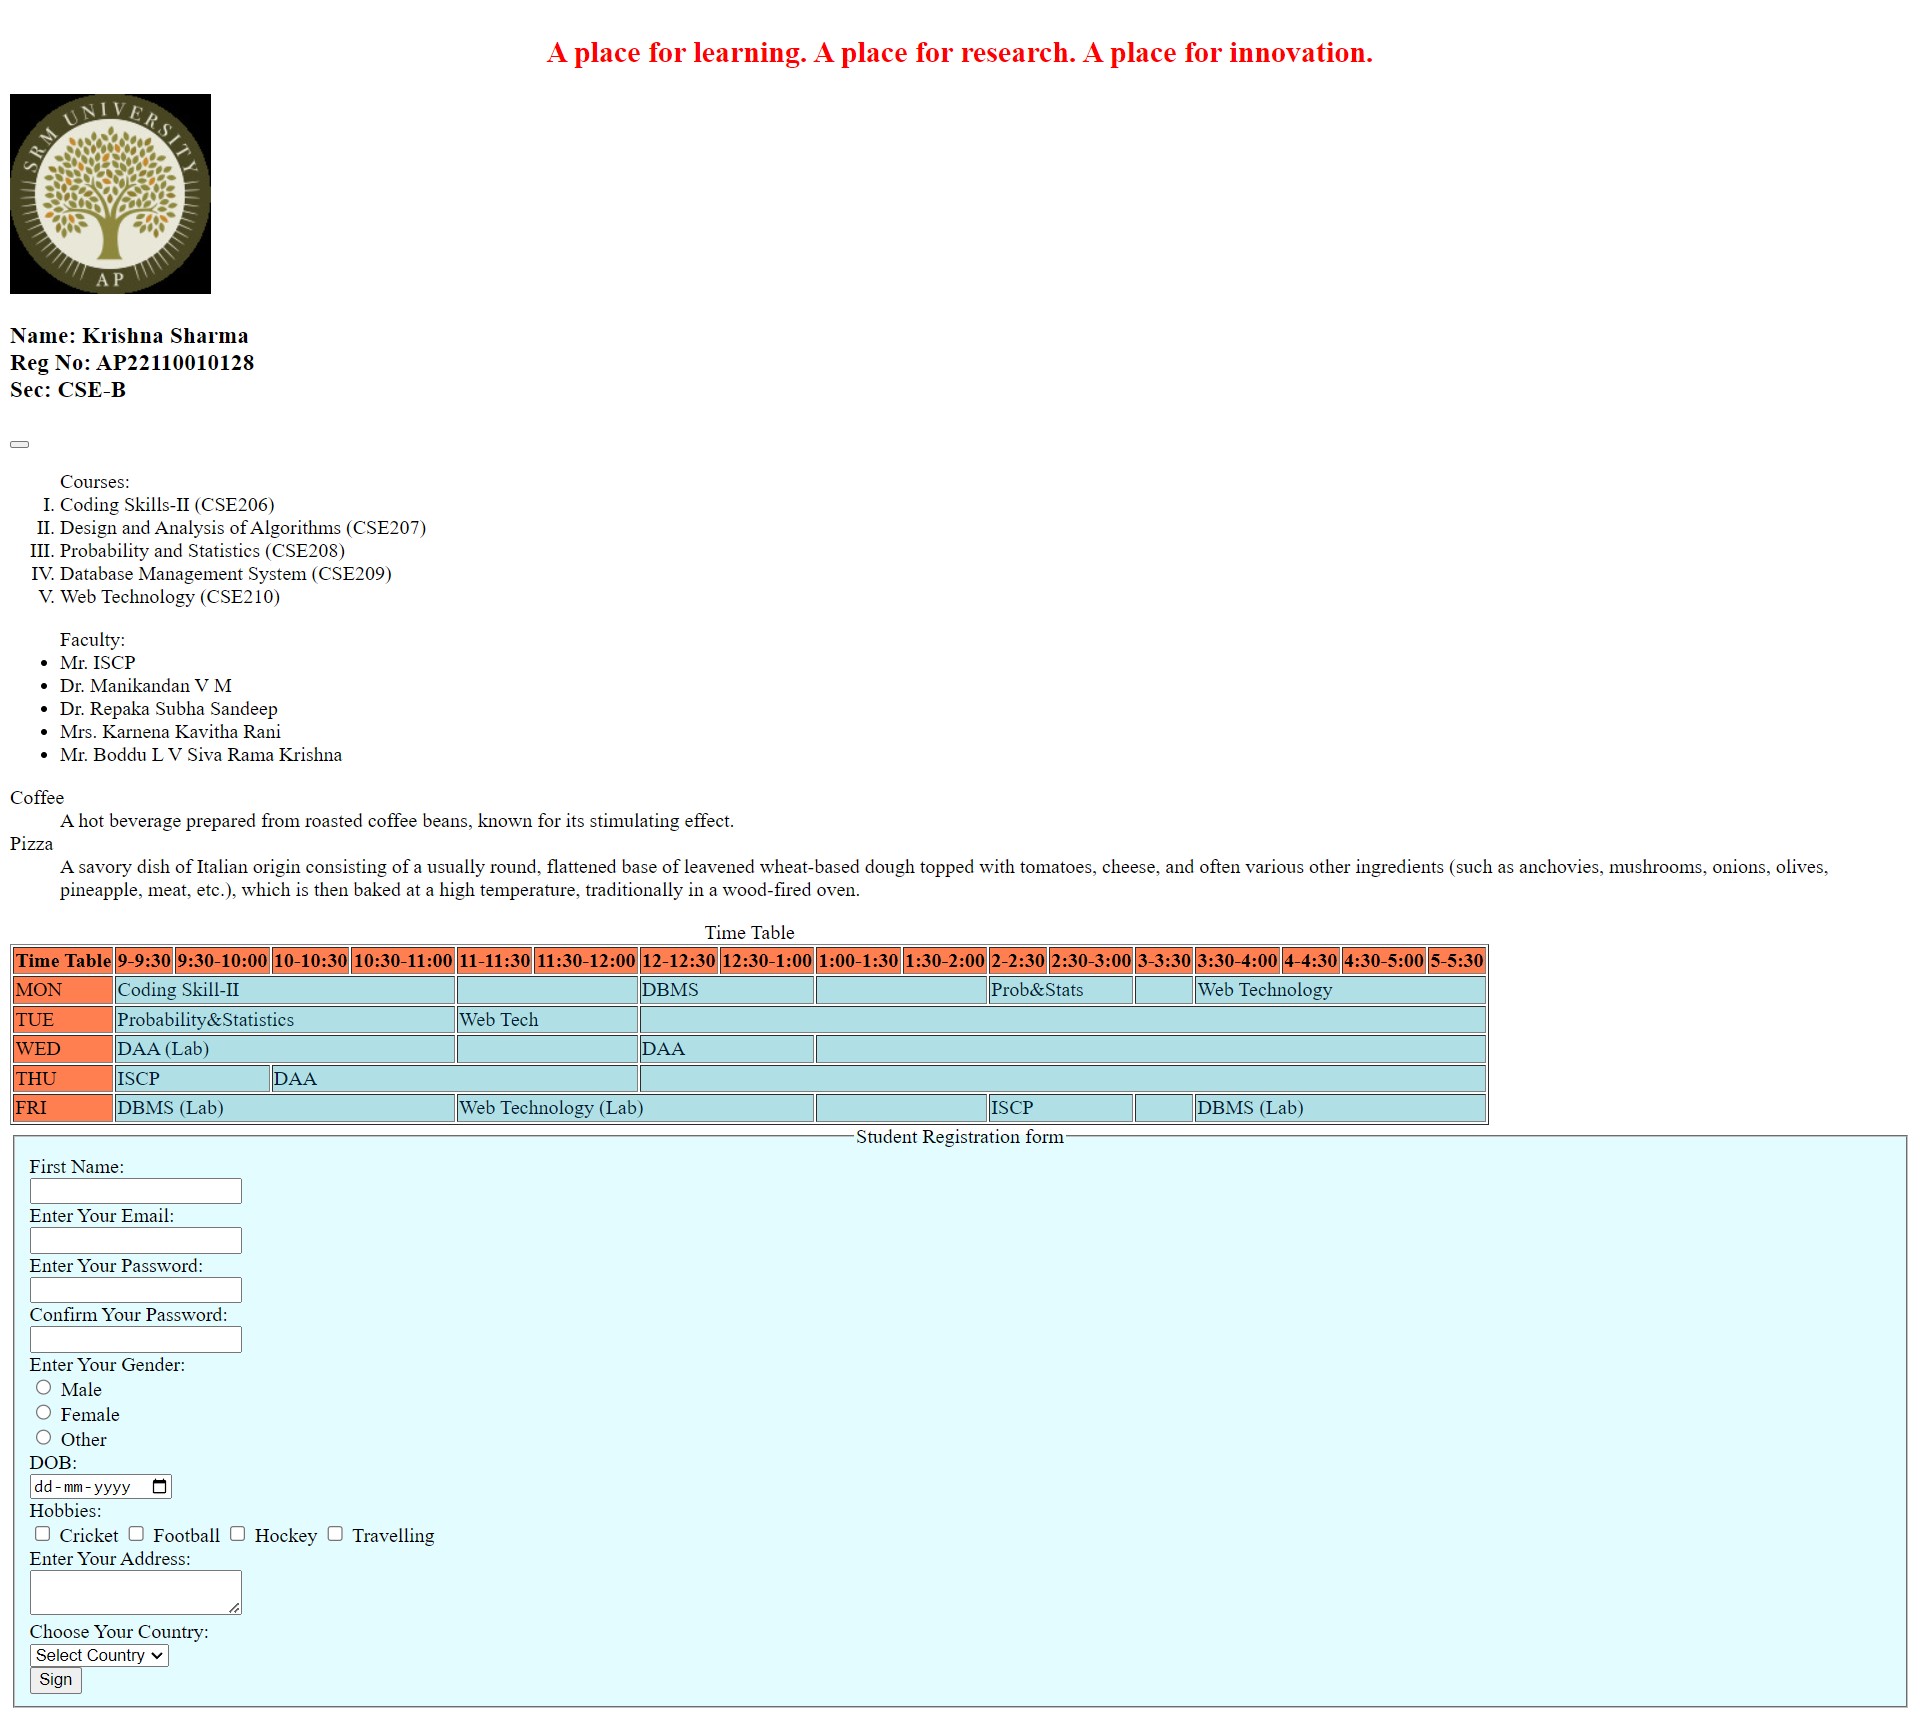 A place for learning. A place for research. A place for innovation.
SRM UNIVERSITY
AP
Name: Krishna Sharma
Reg No: AP22110010128
Sec: CSE-B
Courses:
I. Coding Skills-II (CSE206)
II. Design and Analysis of Algorithms (CSE207)
III. Probability and Statistics (CSE208)
IV. Database Management System (CSE209)
V. Web Technology (CSE210)
Faculty:
• Mr. ISCP
• Dr. Manikandan V M
• Dr. Repaka Subha Sandeep
• Mrs. Karnena Kavitha Rani
• Mr. Boddu L V Siva Rama Krishna
Coffee
A hot beverage prepared from roasted coffee beans, known for its stimulating effect.
Pizza
A savory dish of Italian origin consisting of a usually round, flattened base of leavened wheat-based dough topped with tomatoes, cheese, and often various other ingredients (such as anchovies, mushrooms, onions, olives,
pineapple, meat, etc.), which is then baked at a high temperature, traditionally in a wood-fired oven.
Time Table
Time Table 9-9:30 9:30-10:00 10-10:30 10:30-11:00 11-11:30 11:30-12:00 12-12:30 12:30-1:00 1:00-1:30 1:30-2:00 2-2:30 2:30-3:00 3-3:30 3:30-4:00 4-4:30 4:30-5:00 5-5:30
MON Coding Skill-II DBMS Prob&Stats Web Technology
TUE Probability&Statistics Web Tech
WED DAA (Lab) DAA
THU ISCP DAA
FRI DBMS (Lab) Web Technology (Lab) ISCP DBMS (Lab)
Student Registration form
First Name:
Enter Your Email:
Enter Your Password:
Confirm Your Password:
Enter Your Gender:
Male
Female
Other
DOB:
dd-mm-yyyy
Hobbies:
Cricket Football Hockey Travelling
Enter Your Address:
Choose Your Country:
Select Country
Sign